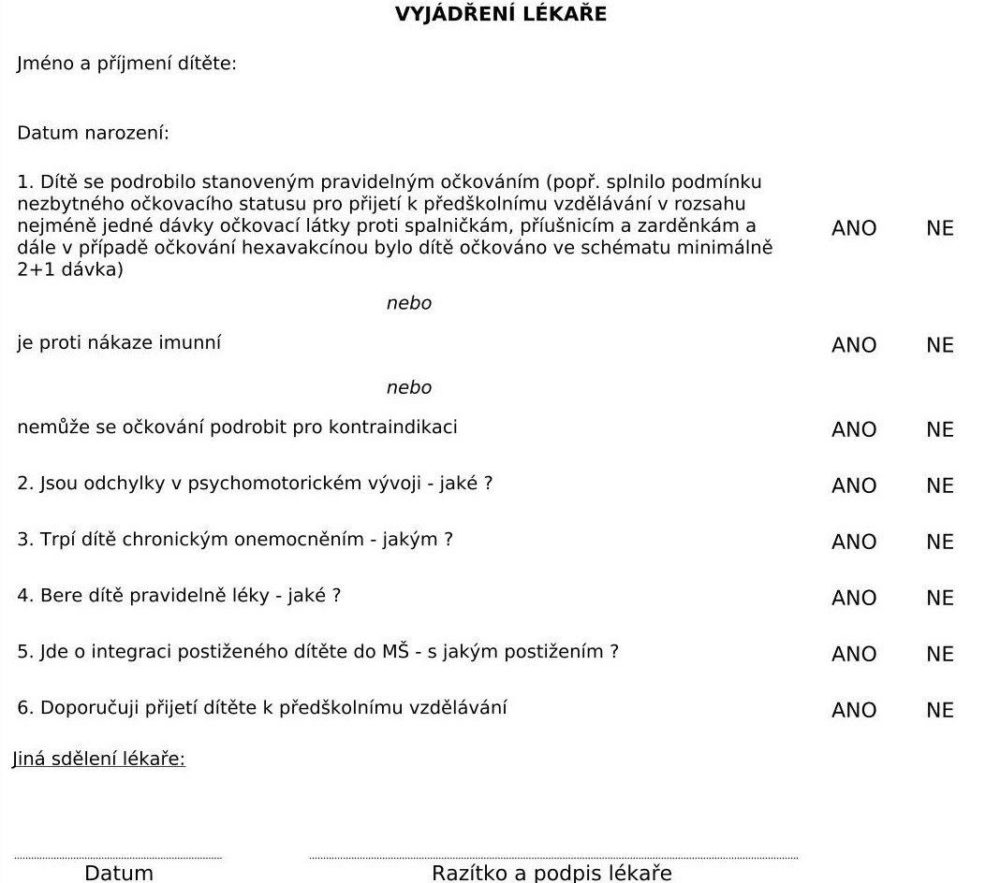 VYJÁDŘENÍ LÉKAŘE
Jméno a příjmení dítěte:
Datum narození:
1. Dítě se podrobilo stanoveným pravidelným očkováním (popř. splnilo podmínku
nezbytného očkovacího statusu pro přijetí k předškolnímu vzdělávání v rozsahu
nejméně jedné dávky očkovací látky proti spalničkám, příušnicím a zarděnkám a
dále v případě očkování hexavakcínou bylo dítě očkováno ve schématu minimálně
2+1 dávka)
ANO NE
nebo
je proti nákaze imunní ANO NE
nebo
nemůže se očkování podrobit pro kontraindikaci ANO NE
2. Jsou odchylky v psychomotorickém vývoji - jaké ? ANO NE
3. Trpí dítě chronickým onemocněním - jakým ? ANO NE
4. Bere dítě pravidelně léky - jaké ? ANO NE
5. Jde o integraci postiženého dítěte do MŠ - s jakým postižením ? ANO NE
6. Doporučuji přijetí dítěte k předškolnímu vzdělávání ANO NE
Jiná sdělení lékaře:
Datum Razítko a podpis lékaře